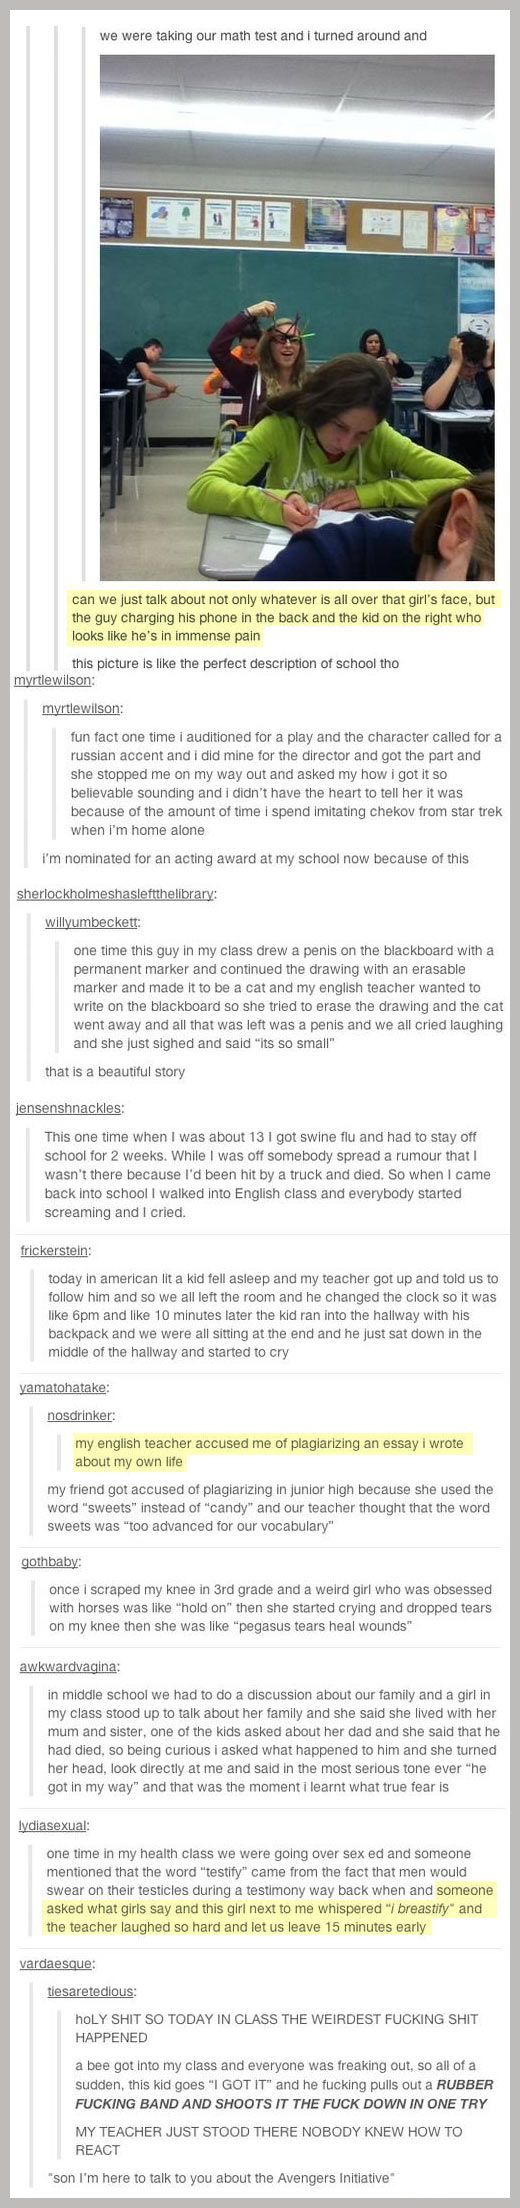 we were taking our math test and i turned around and
can we just talk about not only whatever is all over that girl's face, but
the guy charging his phone in the back and the kid on the right who
looks like he's in immense pain
this picture is like the perfect description of school tho
myrtlewilson:
myrtlewilson:
fun fact one time i auditioned for a play and the character called for a
russian accent and i did mine for the director and got the part and
she stopped me on my way out and asked my how i got it so
believable sounding and i didn't have the heart to tell her it was
because of the amount of time i spend imitating chekov from star trek
when i'm home alone
i'm nominated for an acting award at my school now because of this
sherlockholmeshasleftthelibrary:
willyumbeckett:
one time this guy in my class drew a penis on the blackboard with a
permanent marker and continued the drawing with an erasable
marker and made it to be a cat and my english teacher wanted to
write on the blackboard so she tried to erase the drawing and the cat
went away and all that was left was a penis and we all cried laughing
and she just sighed and said “its so small”
that is a beautiful story
jensenshnackles:
This one time when I was about 13 I got swine flu and had to stay off
school for 2 weeks. While I was off somebody spread a rumour that I
wasn't there because I'd been hit by a truck and died. So when I came
back into school I walked into English class and everybody started
screaming and I cried.
frickerstein:
today in american lit a kid fell asleep and my teacher got up and told us to
follow him and so we all left the room and he changed the clock so it was
like 6pm and like 10 minutes later the kid ran into the hallway with his
backpack and we were all sitting at the end and he just sat down in the
middle of the hallway and started to cry
yamatohatake:
nosdrinker:
my english teacher accused me of plagiarizing an essay i wrote
about my own life
my friend got accused of plagiarizing in junior high because she used the
word “sweets” instead of “candy” and our teacher thought that the word
sweets was “too advanced for our vocabulary”
gothbaby:
once i scraped my knee in 3rd grade and a weird girl who was obsessed
with horses was like “hold on” then she started crying and dropped tears
on my knee then she was like “pegasus tears heal wounds”
awkwardvagina:
in middle school we had to do a discussion about our family and a girl in
my class stood up to talk about her family and she said she lived with her
mum and sister, one of the kids asked about her dad and she said that he
had died, so being curious i asked what happened to him and she turned
her head, look directly at me and said in the most serious tone ever “he
got in my way” and that was the moment i learnt what true fear is
lydiasexual:
one time in my health class we were going over sex ed and someone
mentioned that the word “testify” came from the fact that men would
swear on their testicles during a testimony way back when and someone
asked what girls say and this girl next to me whispered “i breastify” and
the teacher laughed so hard and let us leave 15 minutes early
vardaesque:
tiesaretedious:
hoLY SHIT SO TODAY IN CLASS THE WEIRDEST FUCKING SHIT
HAPPENED
a bee got into my class and everyone was freaking out, so all of a
sudden, this kid goes “I GOT IT” and he fucking pulls out a RUBBER
FUCKING BAND AND SHOOTS IT THE FUCK DOWN IN ONE TRY
MY TEACHER JUST STOOD THERE NOBODY KNEW HOW TO
REACT
"son I'm here to talk to you about the Avengers Initiative"